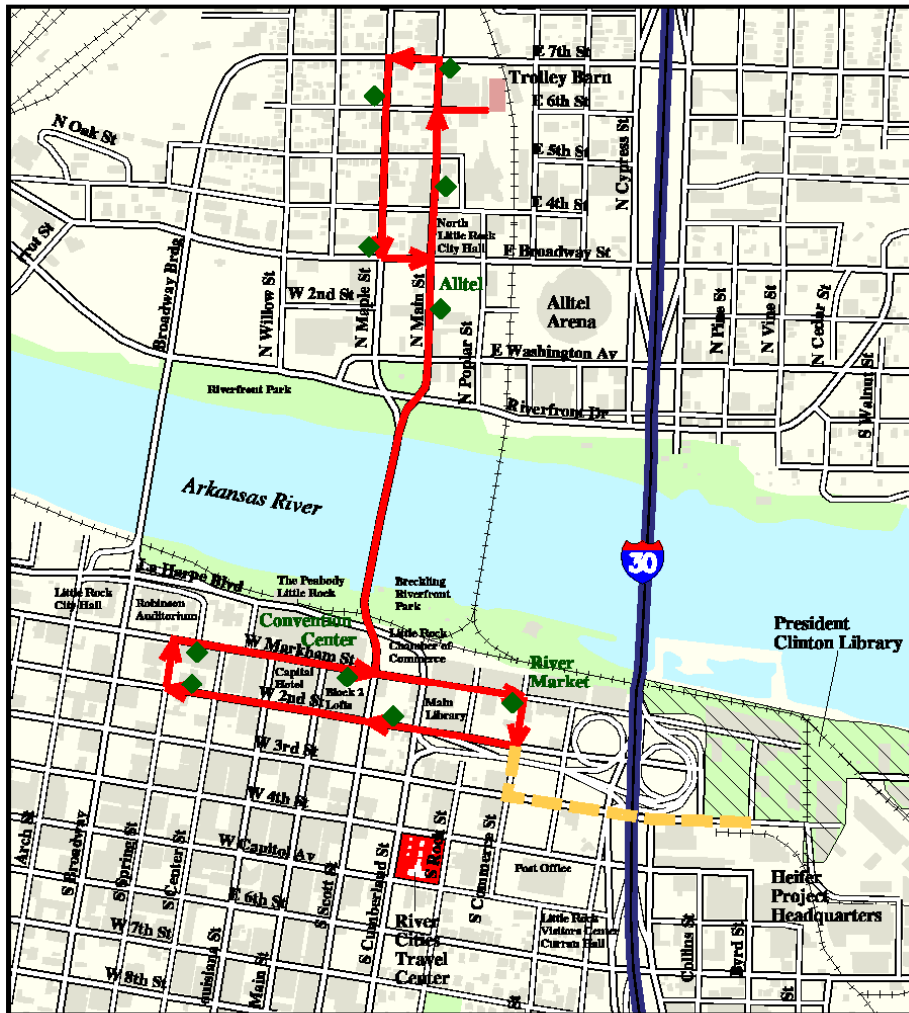 E 7th St
Trolley Barn
E 6th St
N Oak St
E 5th St
N Cypress St
E 4th St
North
Little Rock
City Hall
E Broadway St
Broadway Brdg
W 2nd St
N Willow St
N Maple St
N Main St
Alltel
Alltel
Arena
N Poplar St
N Pine St
N Vine St
N Cedar St
S Walnut St
E Washington Av
Riverfront Park
Riverfront Dr
Arkansas River
30
La Harpe Blvd
The Peabody
Little Rock
Breckling
Riverfront
Park
Little Rock
City Hall
Robinson
Auditorium
Convention
Center
Little Rock
Chamber of
Commerce
President
Clinton Library
W Markham St
River
Market
Capital
Hotel
Block 2
Lofts
W 2nd St
Main
Library
W 3rd St
W 4th St
Arch St
S Broadway
S Spring St
S Center St
W Capitol Av
S Scott St
S Cumberland St
S Rock St
S Commerce St
Post Office
E 6th St
W 7th St
W 8th St
ouisiana St
Main St
River
Cities
Travel
Center
Little Rock
Visitors Center
Curran Hall
Collins St
Byrd St
Heifer
Project
Headquarters
St
St